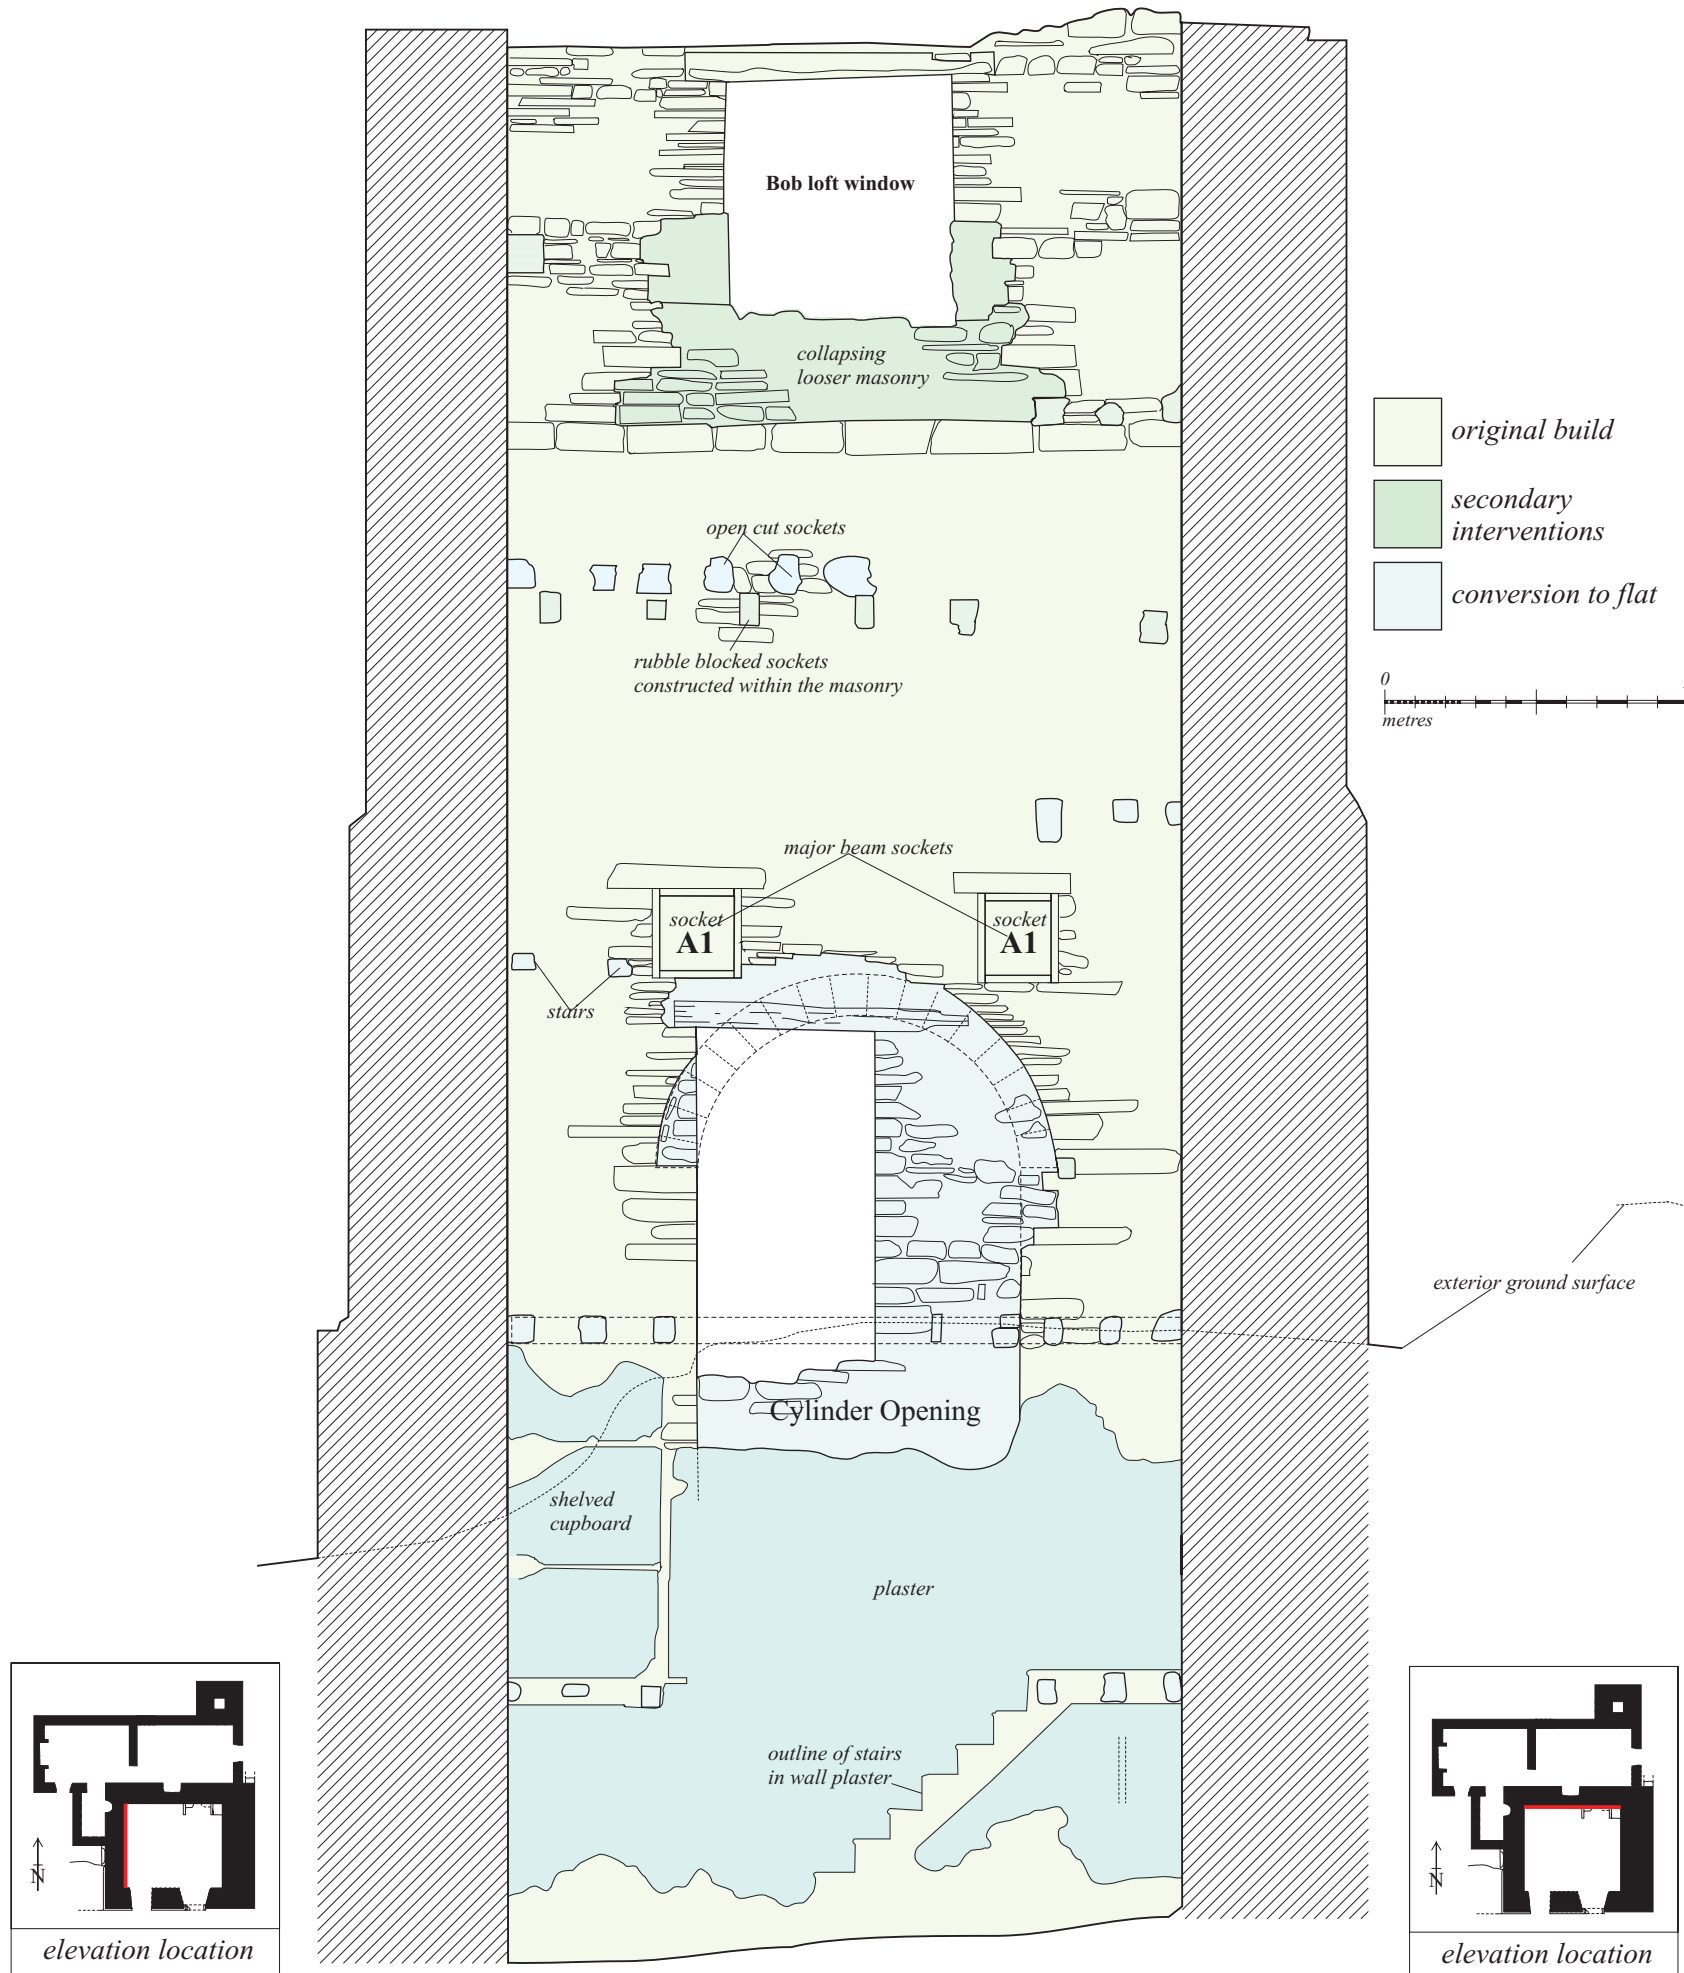 Bob loft window
collapsing
looser masonry
original build
secondary
interventions
conversion to flat
0
metres
open cut sockets
rubble blocked sockets
constructed within the masonry
major beam sockets
socket
A1
socket
A1
stairs
exterior ground surface
Cylinder Opening
shelved
cupboard
plaster
outline of stairs
in wall plaster
N
elevation location
N
elevation location